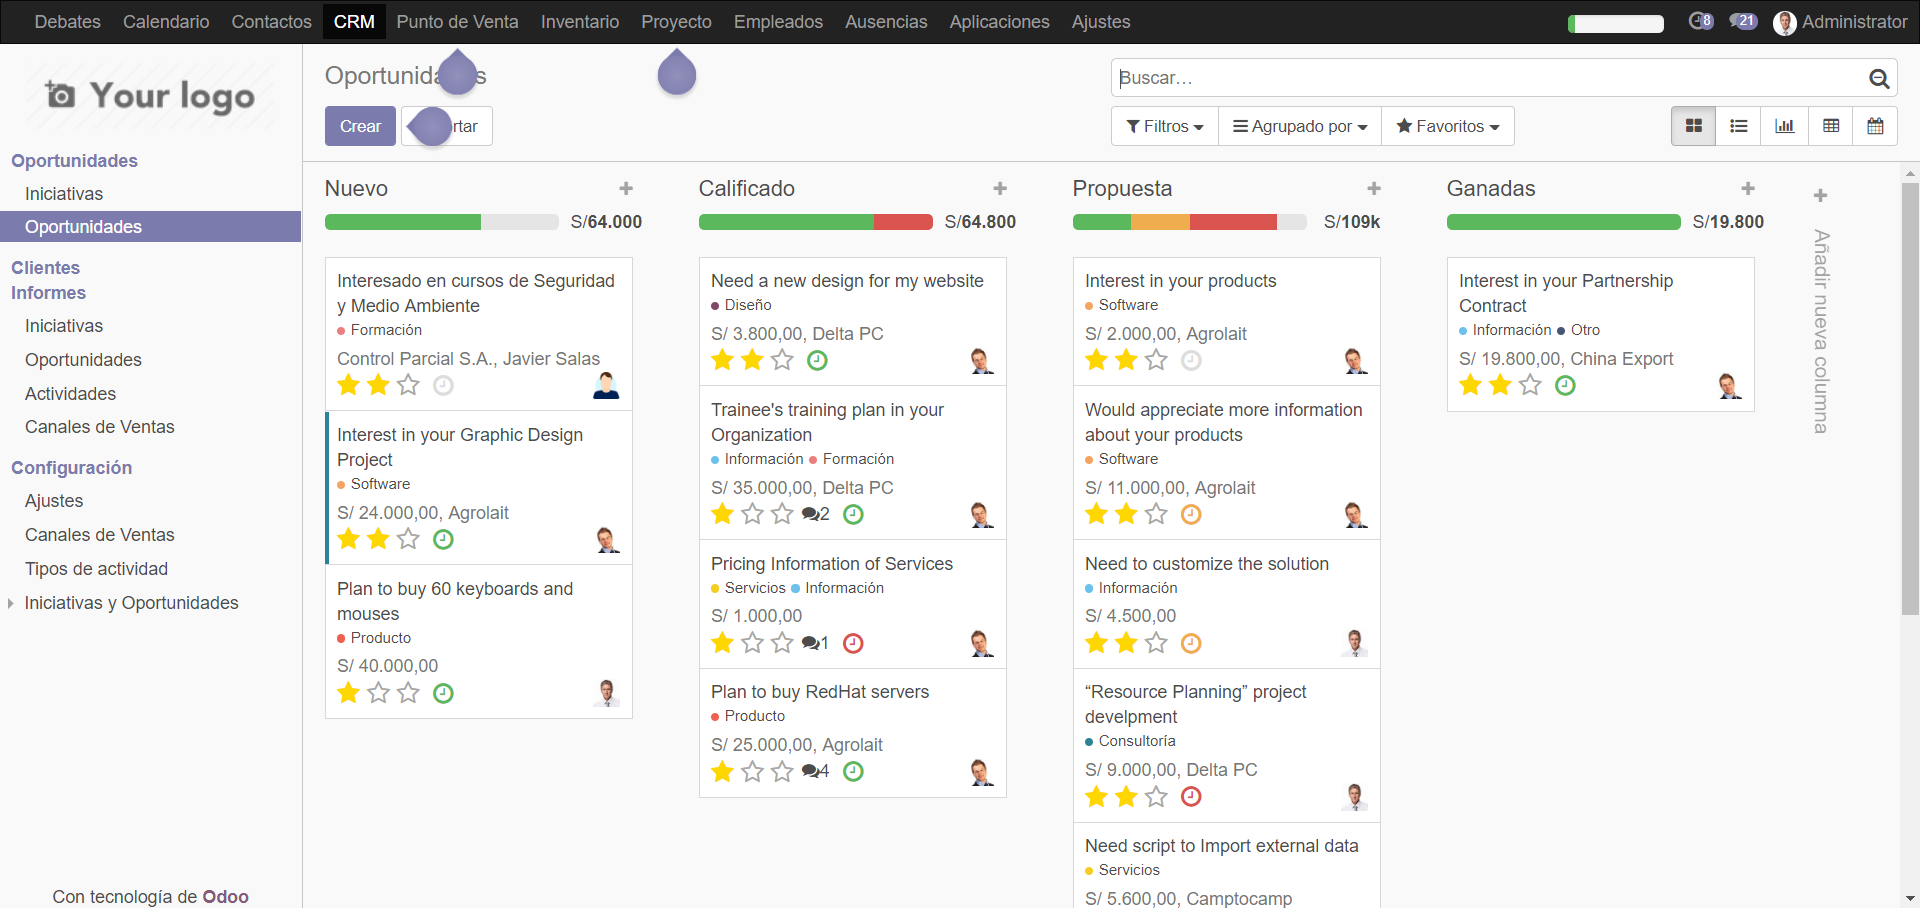 Debates Calendario Contactos CRM Punto de Venta Inventario Proyecto Empleados Ausencias Aplicaciones Ajustes 8 21 Administrator
Your logo
Oportunidades
Iniciativas
Oportunidades
Clientes
Informes
Iniciativas
Oportunidades
Actividades
Canales de Ventas
Configuración
Ajustes
Canales de Ventas
Tipos de actividad
Iniciativas y Oportunidades
Con tecnología de Odoo
Buscar...
Crear
Filtros Agrupado por Favoritos
Nuevo
S/64.000
Interesado en cursos de Seguridad
y Medio Ambiente
Formación
Control Parcial S.A., Javier Salas
Interest in your Graphic Design
Project
Software
S/ 24.000,00, Agrolait
Plan to buy 60 keyboards and
mouses
Producto
S/ 40.000,00
Calificado
S/64.800
Need a new design for my website
Diseño
S/ 3.800,00, Delta PC
Trainee's training plan in your
Organization
Información Formación
S/ 35.000,00, Delta PC
2
Pricing Information of Services
Servicios Información
S/ 1.000,00
1
Plan to buy RedHat servers
Producto
S/ 25.000,00, Agrolait
4
Propuesta
S/109k
Interest in your products
Software
S/ 2.000,00, Agrolait
Would appreciate more information
about your products
Software
S/ 11.000,00, Agrolait
Need to customize the solution
Información
S/ 4.500,00
“Resource Planning” project
develpment
Consultoría
S/ 9.000,00, Delta PC
Need script to Import external data
Servicios
S/ 5.600,00, Camptocamp
Ganadas
S/19.800
Interest in your Partnership
Contract
Información Otro
S/ 19.800,00, China Export
Añadir nueva columna